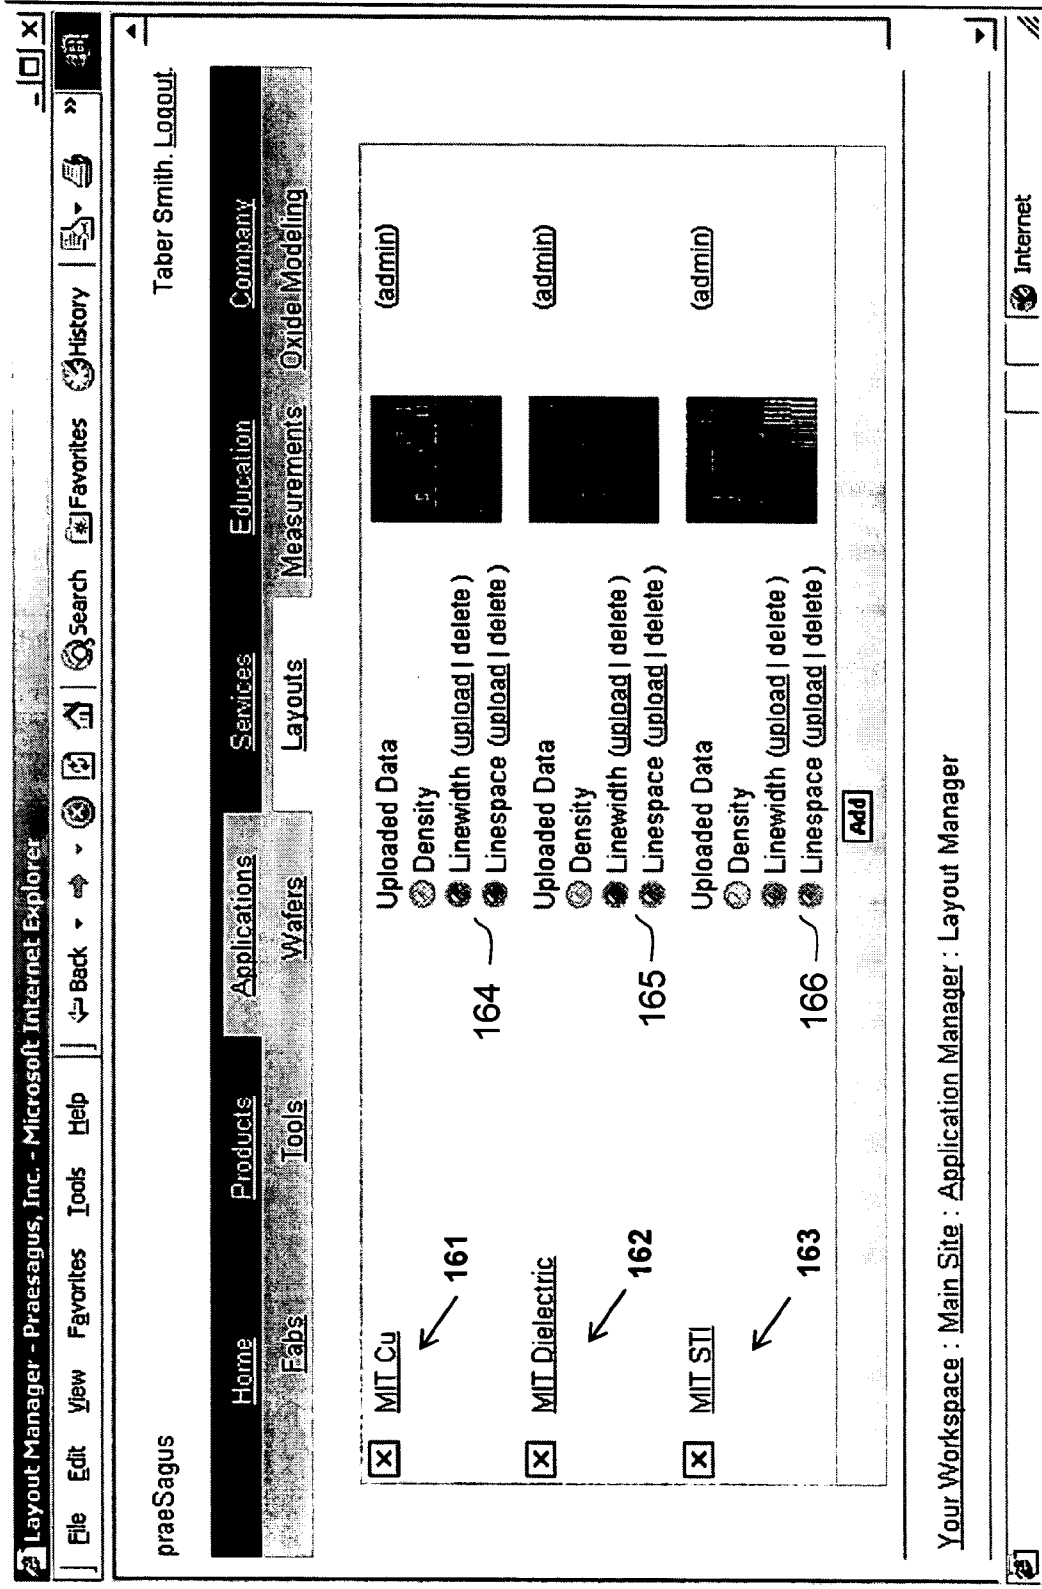 Layout Manager - Praesagus, Inc. - Microsoft Internet Explorer
File Edit View Favorites Tools Help
Back Search Favorites History »
praeSagus
Taber Smith. Logout.
Home Products Applications Services Education Company
Fabs Tools Wafers Layouts Measurements Oxide Modeling
MIT Cu
161
Uploaded Data
Density
Linewidth (upload | delete )
Linespace (upload | delete )
164
(admin)
MIT Dielectric
162
Uploaded Data
Density
Linewidth (upload | delete )
Linespace (upload | delete )
165
(admin)
MIT STI
163
Uploaded Data
Density
Linewidth (upload | delete )
Linespace (upload | delete )
166
(admin)
Add
Your Workspace : Main Site : Application Manager : Layout Manager
Internet